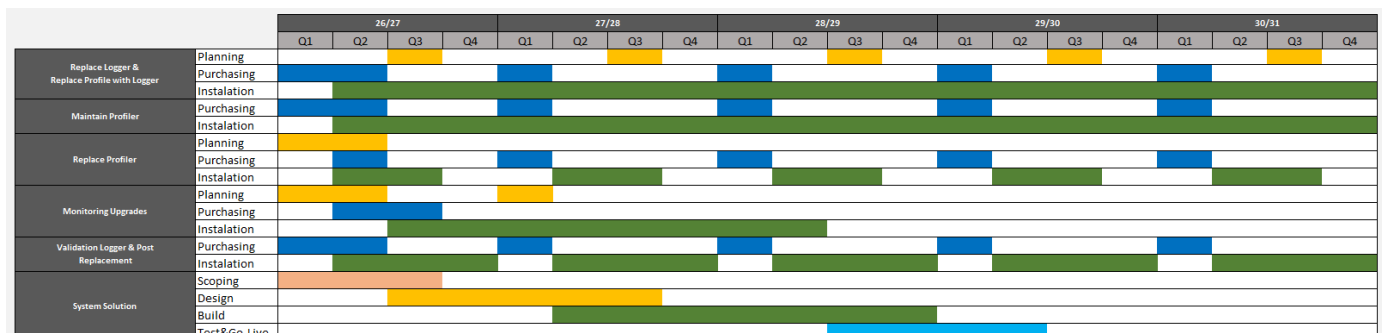 26/27 27/28 28/29 29/30 30/31
Q1 Q2 Q3 Q4 Q1 Q2 Q3 Q4 Q1 Q2 Q3 Q4 Q1 Q2 Q3 Q4 Q1 Q2 Q3 Q4
Replace Logger &
Replace Profile with Logger
Planning
Purchasing
Instalation
Maintain Profiler
Purchasing
Instalation
Replace Profiler
Planning
Purchasing
Instalation
Monitoring Upgrades
Planning
Purchasing
Instalation
Validation Logger & Post
Replacement
Purchasing
Instalation
System Solution
Scoping
Design
Build
Test&Go Live